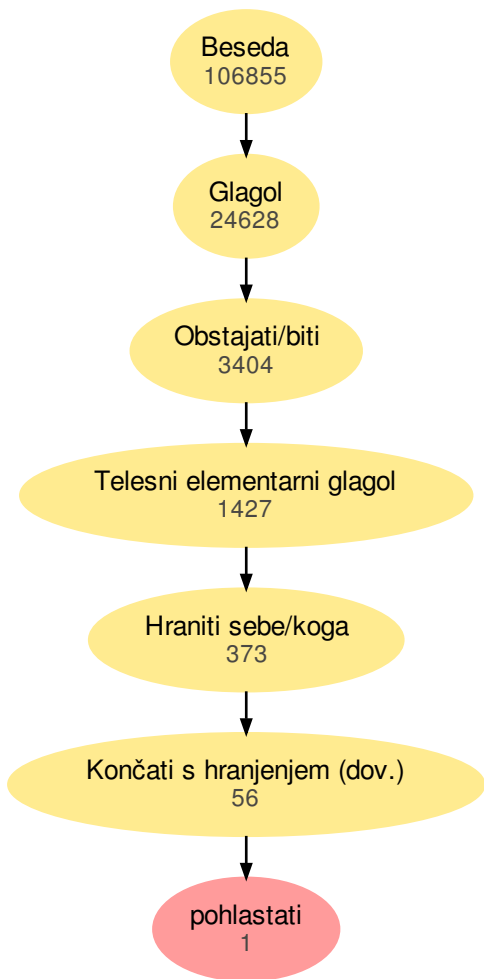 Beseda
106855
Glagol
24628
Obstajati/biti
3404
Telesni elementarni glagol
1427
Hraniti sebe/koga
373
Končati s hranjenjem (dov.)
56
pohlastati
1